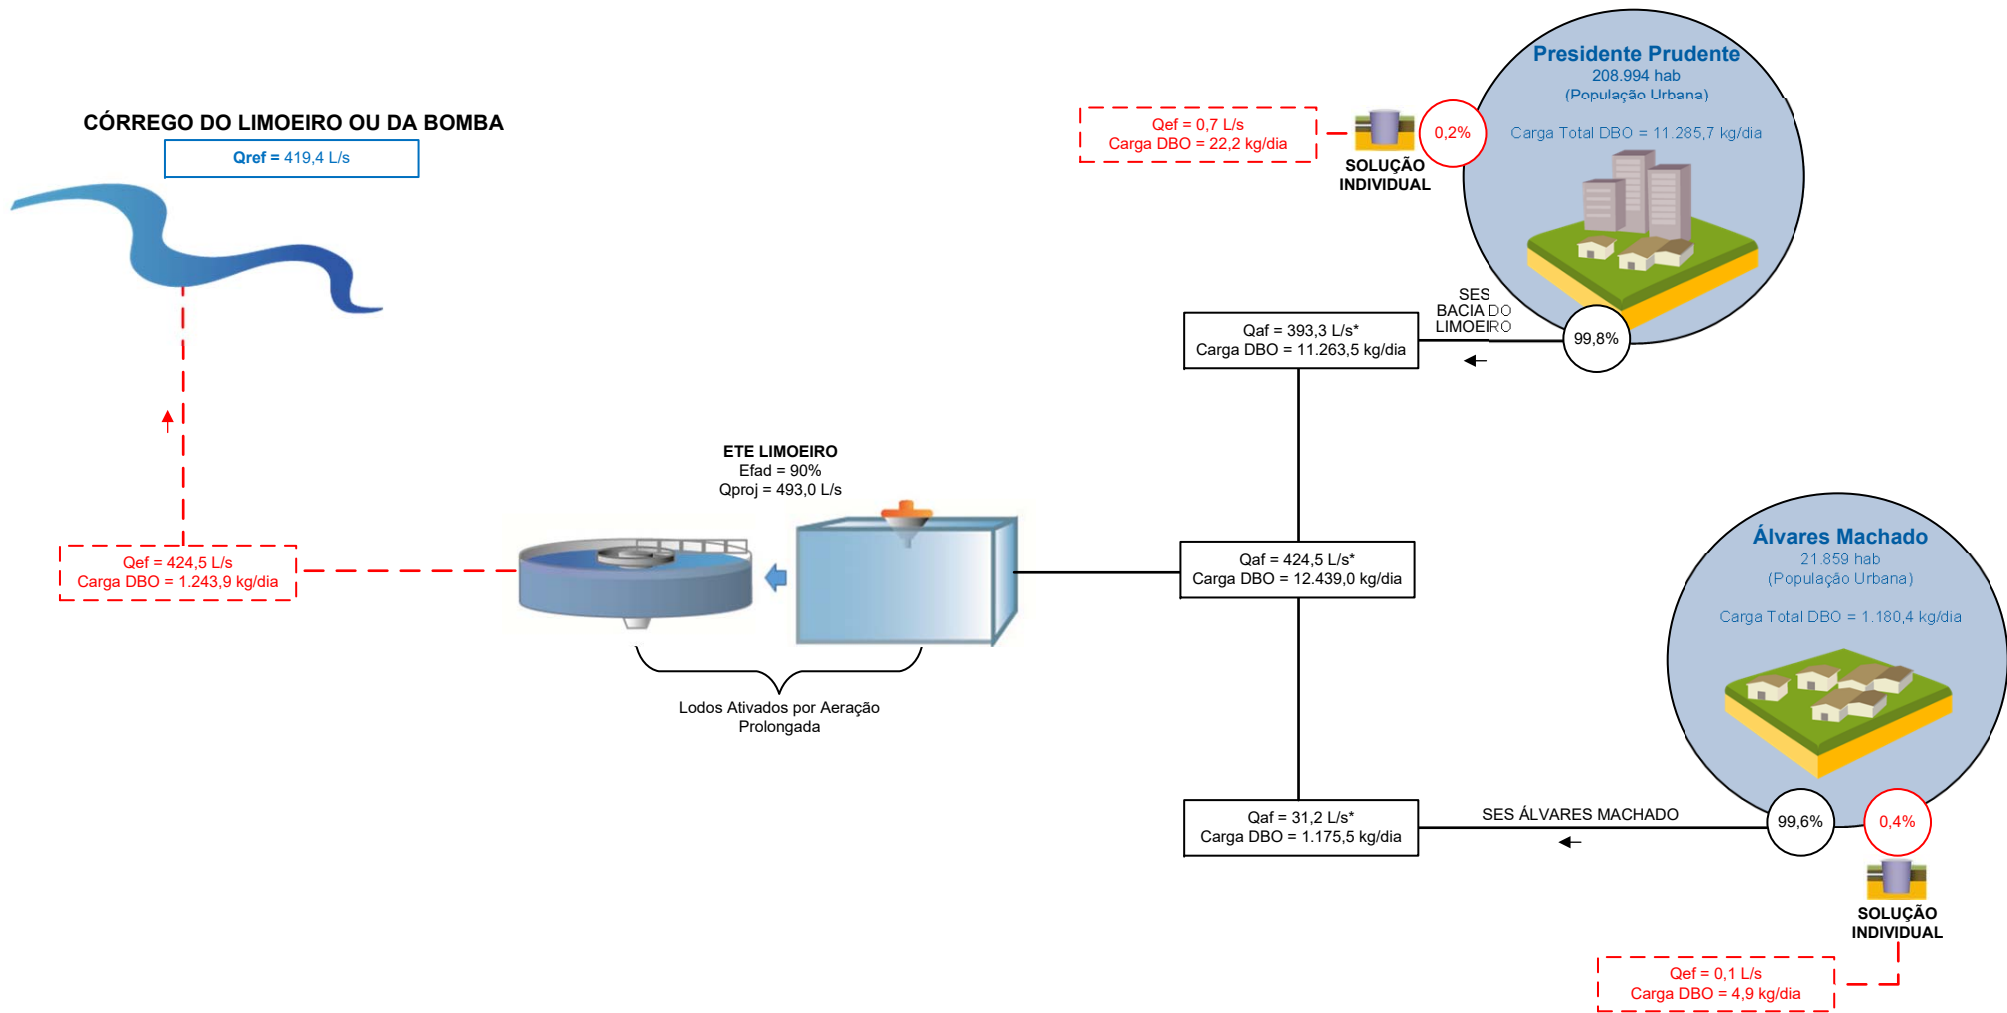 CÓRREGO DO LIMOEIRO OU DA BOMBA
Qref = 419,4 L/s
Qef = 0,7 L/s
Carga DBO = 22,2 kg/dia
SOLUÇÃO
INDIVIDUAL
0,2%
Presidente Prudente
208.994 hab
(População Urbana)
Carga Total DBO = 11.285,7 kg/dia
SES
BACIA DO
LIMOEIRO
99,8%
Qaf = 393,3 L/s*
Carga DBO = 11.263,5 kg/dia
ETE LIMOEIRO
Efad = 90%
Qproj = 493,0 L/s
Qef = 424,5 L/s
Carga DBO = 1.243,9 kg/dia
Qaf = 424,5 L/s*
Carga DBO = 12.439,0 kg/dia
Lodos Ativados por Aeração
Prolongada
Álvares Machado
21.859 hab
(População Urbana)
Carga Total DBO = 1.180,4 kg/dia
Qaf = 31,2 L/s*
Carga DBO = 1.175,5 kg/dia
SES ÁLVARES MACHADO
99,6%
0,4%
SOLUÇÃO
INDIVIDUAL
Qef = 0,1 L/s
Carga DBO = 4,9 kg/dia